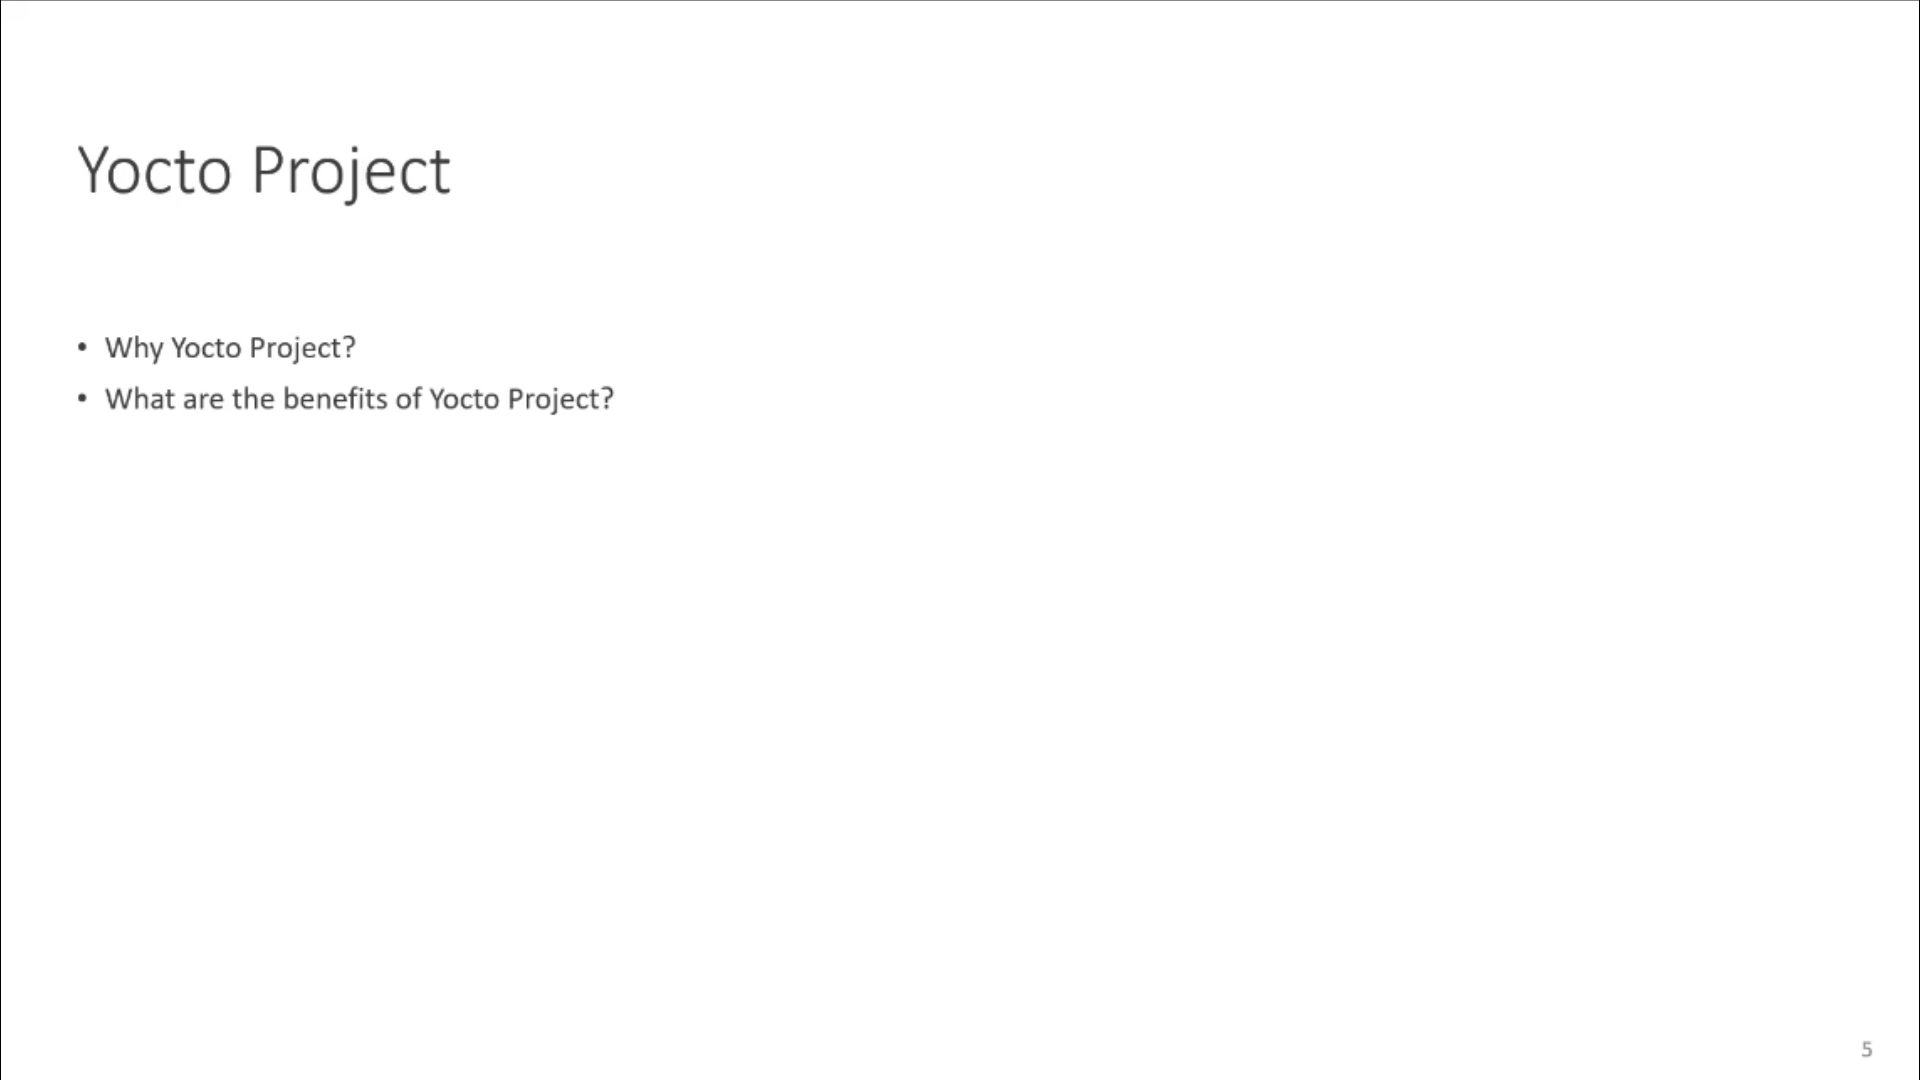 Yocto Project
• Why Yocto Project?
• What are the benefits of Yocto Project?
5